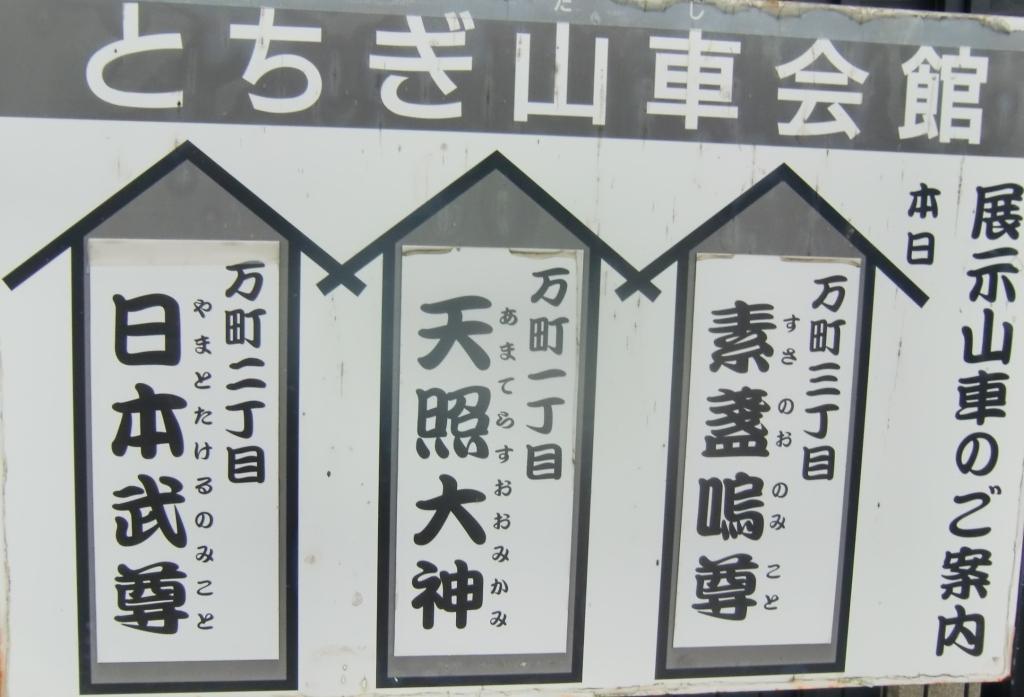 だし
とちぎ山車会館
本日
展示山車のご案内
万町三丁目
すさのおのみこと
素盞嗚尊
万町一丁目
あまてらすおおみかみ
天照大神
万町二丁目
やまとたけるのみこと
日本武尊